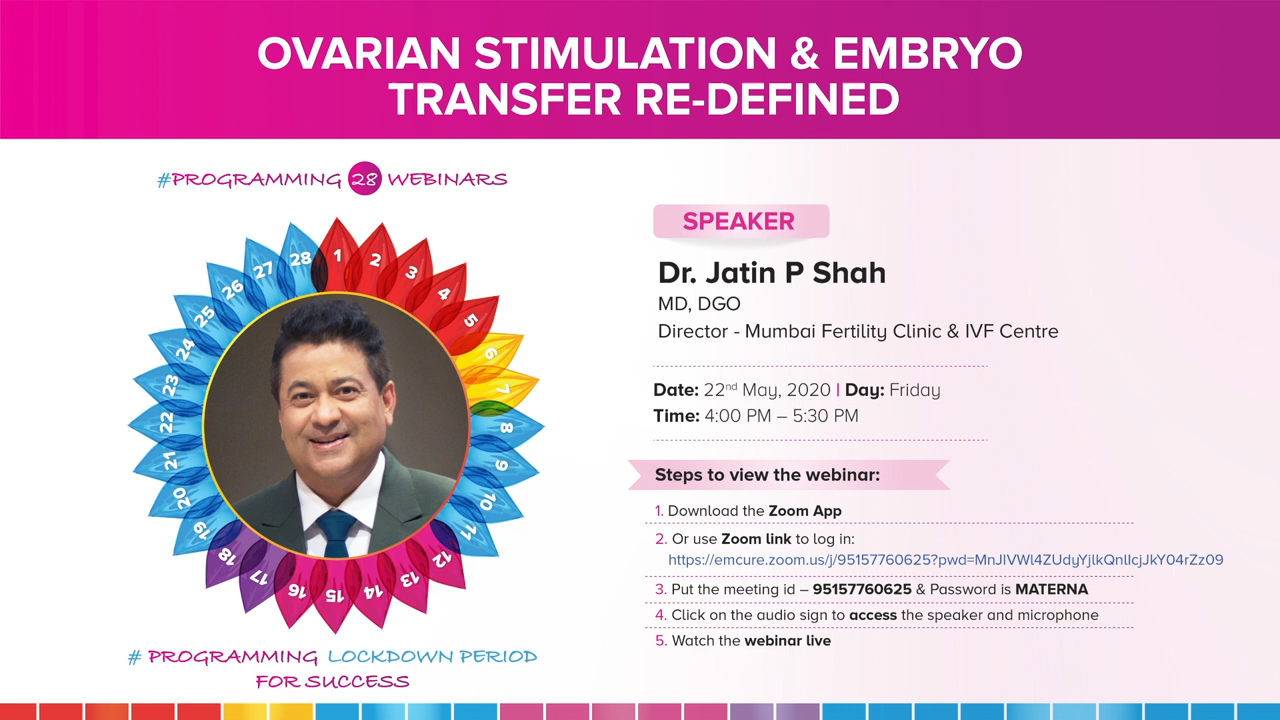 OVARIAN STIMULATION & EMBRYO
TRANSFER RE-DEFINED
#PROGRAMMING 28 WEBINARS
1
2
3
4
5
6
7
8
9
10
11
12
13
14
15
16
17
18
19
20
21
22
23
24
25
26
27
28
# PROGRAMMING LOCKDOWN PERIOD
FOR SUCCESS
SPEAKER
Dr. Jatin P Shah
MD, DGO
Director - Mumbai Fertility Clinic & IVF Centre
Date: 22nd May, 2020 | Day: Friday
Time: 4:00 PM – 5:30 PM
Steps to view the webinar:
1. Download the Zoom App
2. Or use Zoom link to log in:
https://emcure.zoom.us/j/95157760625?pwd=MnJIVWl4ZUdyYjlkQnlIcjJkY04rZz09
3. Put the meeting id – 95157760625 & Password is MATERNA
4. Click on the audio sign to access the speaker and microphone
5. Watch the webinar live